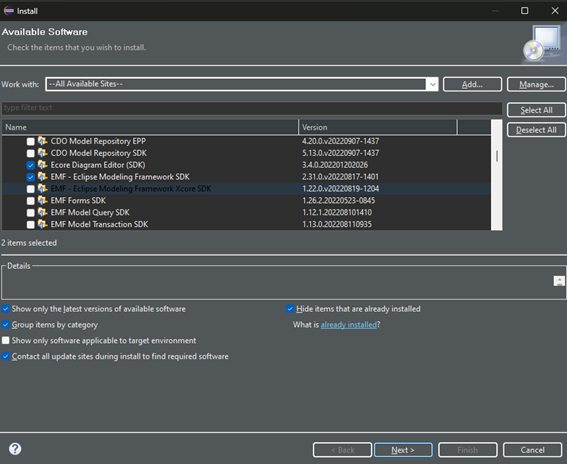 Install
Available Software
Check the items that you wish to install.
Work with: --All Available Sites-- Add... Manage...
type filter text Select All
Deselect All
Name Version
CDO Model Repository EPP 4.20.0.v20220907-1437
CDO Model Repository SDK 5.13.0.v20220907-1437
Ecore Diagram Editor (SDK) 3.4.0.202201202026
EMF - Eclipse Modeling Framework SDK 2.31.0.v20220817-1401
EMF - Eclipse Modeling Framework Xcore SDK 1.22.0.v20220819-1204
EMF Forms SDK 1.26.2.20220523-0845
EMF Model Query SDK 1.12.1.202208101410
EMF Model Transaction SDK 1.13.0.202208110935
2 items selected
Details
Show only the latest versions of available software Hide items that are already installed
Group items by category What is already installed?
Show only software applicable to target environment
Contact all update sites during install to find required software
? < Back Next > Finish Cancel